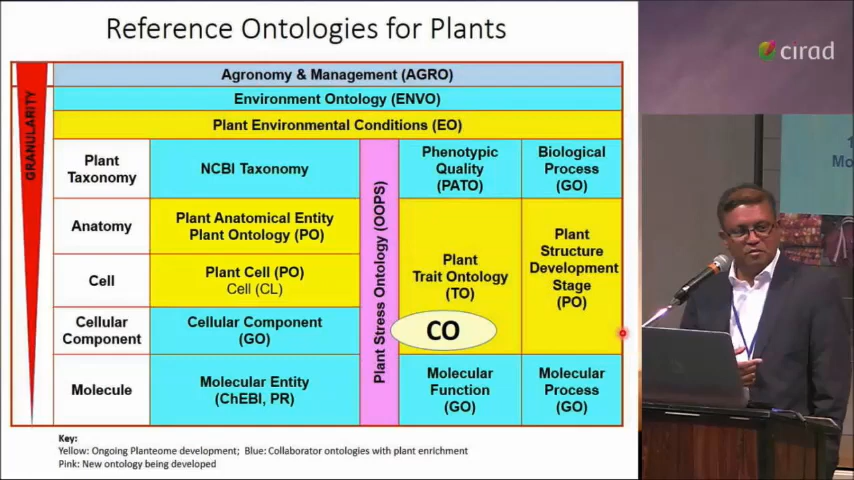 Reference Ontologies for Plants
cirad
GRANULARITY
Agronomy & Management (AGRO)
Environment Ontology (ENVO)
Plant Environmental Conditions (EO)
Plant
Taxonomy
NCBI Taxonomy
Plant Stress Ontology (OOPS)
Phenotypic
Quality
(PATO)
Biological
Process
(GO)
Anatomy
Plant Anatomical Entity
Plant Ontology (PO)
Cell
Plant Cell (PO)
Cell (CL)
Plant
Trait Ontology
(TO)
Plant
Structure
Development
Stage
(PO)
Cellular
Component
Cellular Component
(GO)
CO
Molecule
Molecular Entity
(ChEBI, PR)
Molecular
Function
(GO)
Molecular
Process
(GO)
Key:
Yellow: Ongoing Planteome development; Blue: Collaborator ontologies with plant enrichment
Pink: New ontology being developed